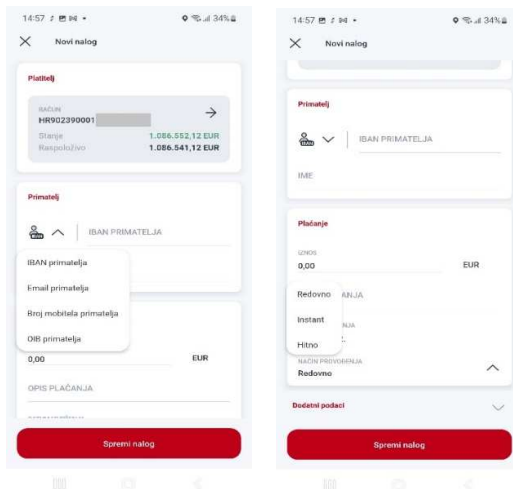 14:57
34%
Novi nalog
Platitelj
RAČUN
HR902390001
Stanje 1.086.552,12 EUR
Raspoloživo 1.086.541,12 EUR
Primatelj
IBAN PRIMATELJA
IBAN primatelja
Email primatelja
Broj mobitela primatelja
OIB primatelja
0,00 EUR
OPIS PLAĆANJA
Spremi nalog
14:57
34%
Novi nalog
Primatelj
IBAN PRIMATELJA
IME
Plaćanje
IZNOS
0,00 EUR
Redovno
Instant
Hitno
NAČIN PROVOĐENJA
Redovno
Dodatni podaci
Spremi nalog